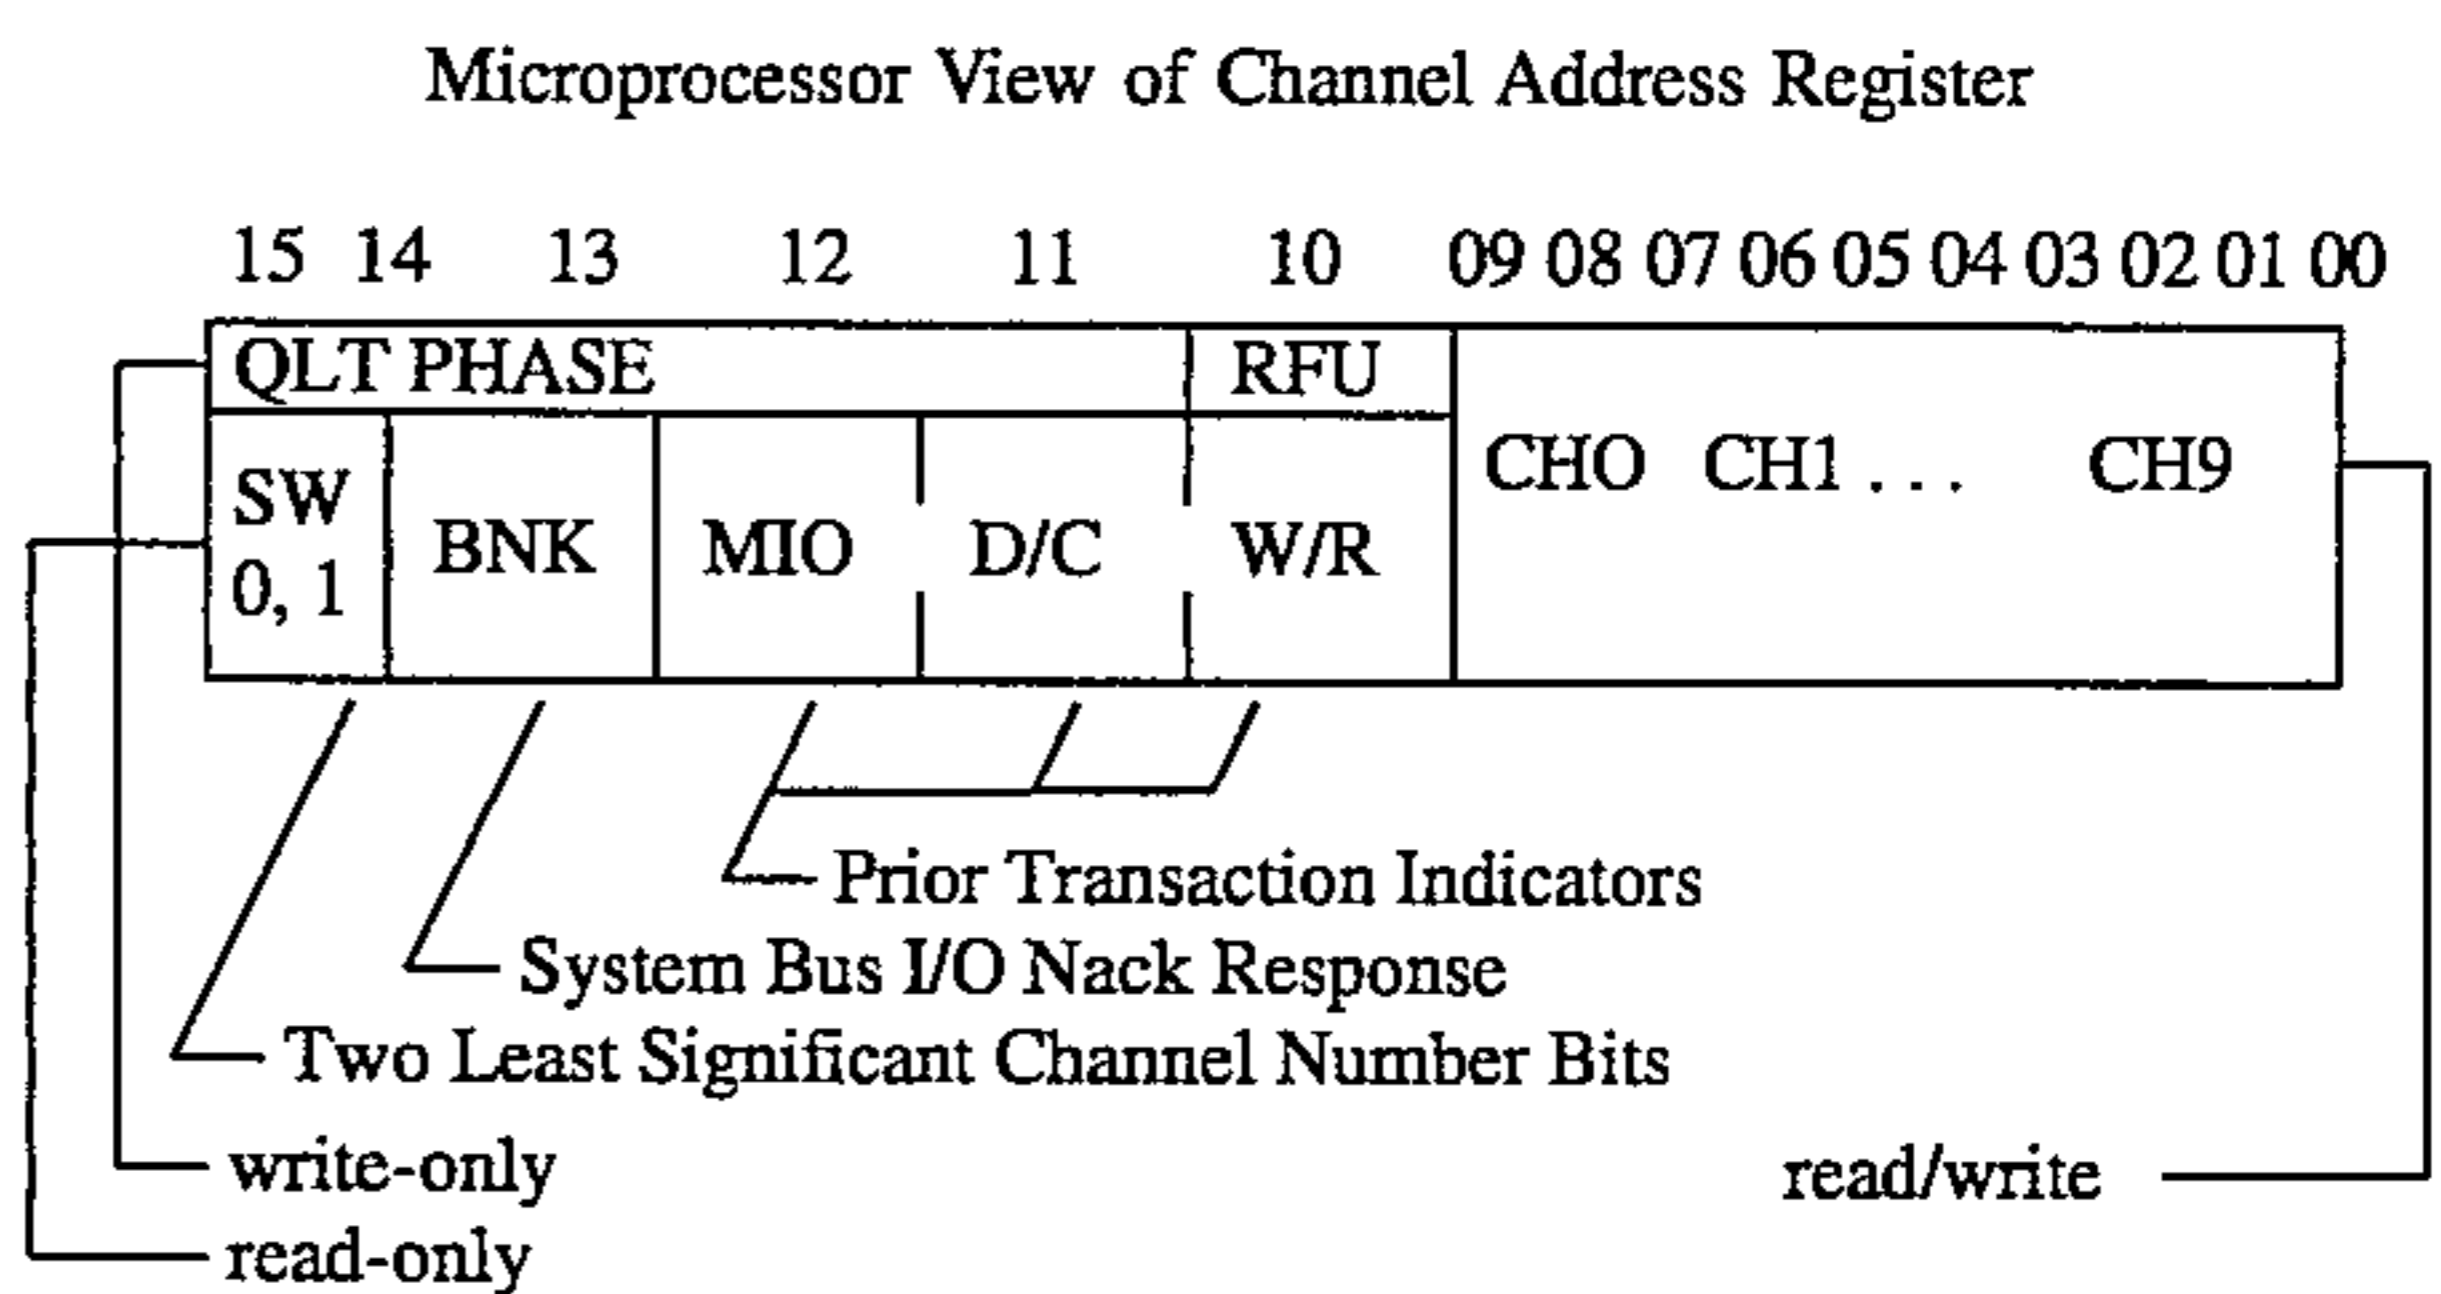 Microprocessor View of Channel Address Register
15 14 13 12 11 10 09 08 07 06 05 04 03 02 01 00
QLT PHASE RFU
SW
0, 1
BNK MIO D/C W/R
CHO CH1 . . . CH9
Prior Transaction Indicators
System Bus I/O Nack Response
Two Least Significant Channel Number Bits
write-only
read/write
read-only